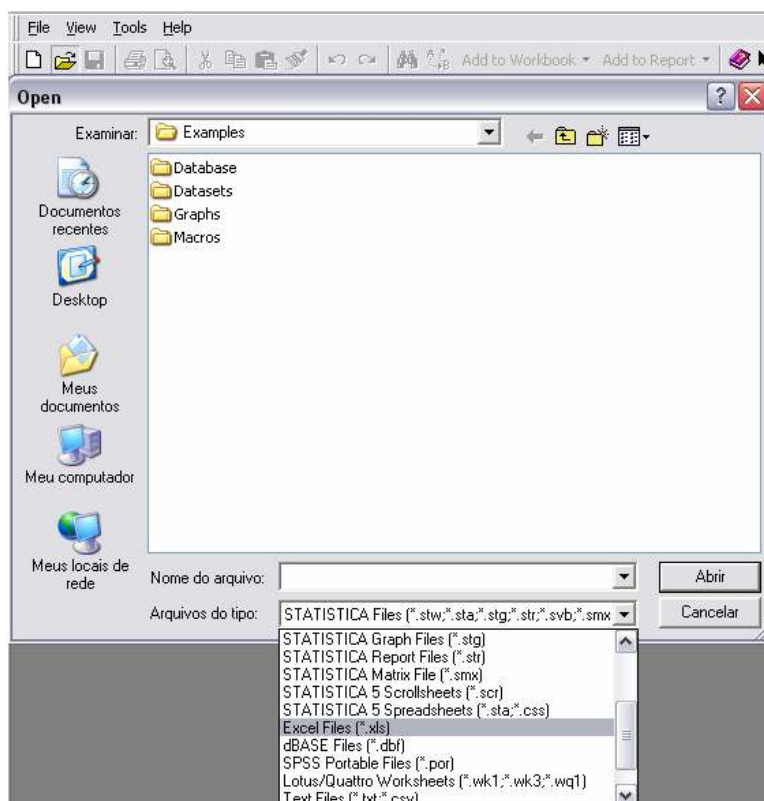 File View Tools Help
Add to Workbook Add to Report
Open
Examinar: Examples
Documentos recentes
Desktop
Meus documentos
Meu computador
Meus locais de rede
Database
Datasets
Graphs
Macros
Nome do arquivo: Abrir
Arquivos do tipo: STATISTICA Files (*.stw;*.sta;*.stg;*.str;*.svb;*.smx Cancelar
STATISTICA Graph Files (*.stg)
STATISTICA Report Files (*.str)
STATISTICA Matrix File (*.smx)
STATISTICA 5 Scrollsheets (*.scr)
STATISTICA 5 Spreadsheets (*.sta;*.css)
Excel Files (*.xls)
dBASE Files (*.dbf)
SPSS Portable Files (*.por)
Lotus/Quattro Worksheets (*.wk1;*.wk3;*.wq1)
Text Files (*.txt;*.csv)